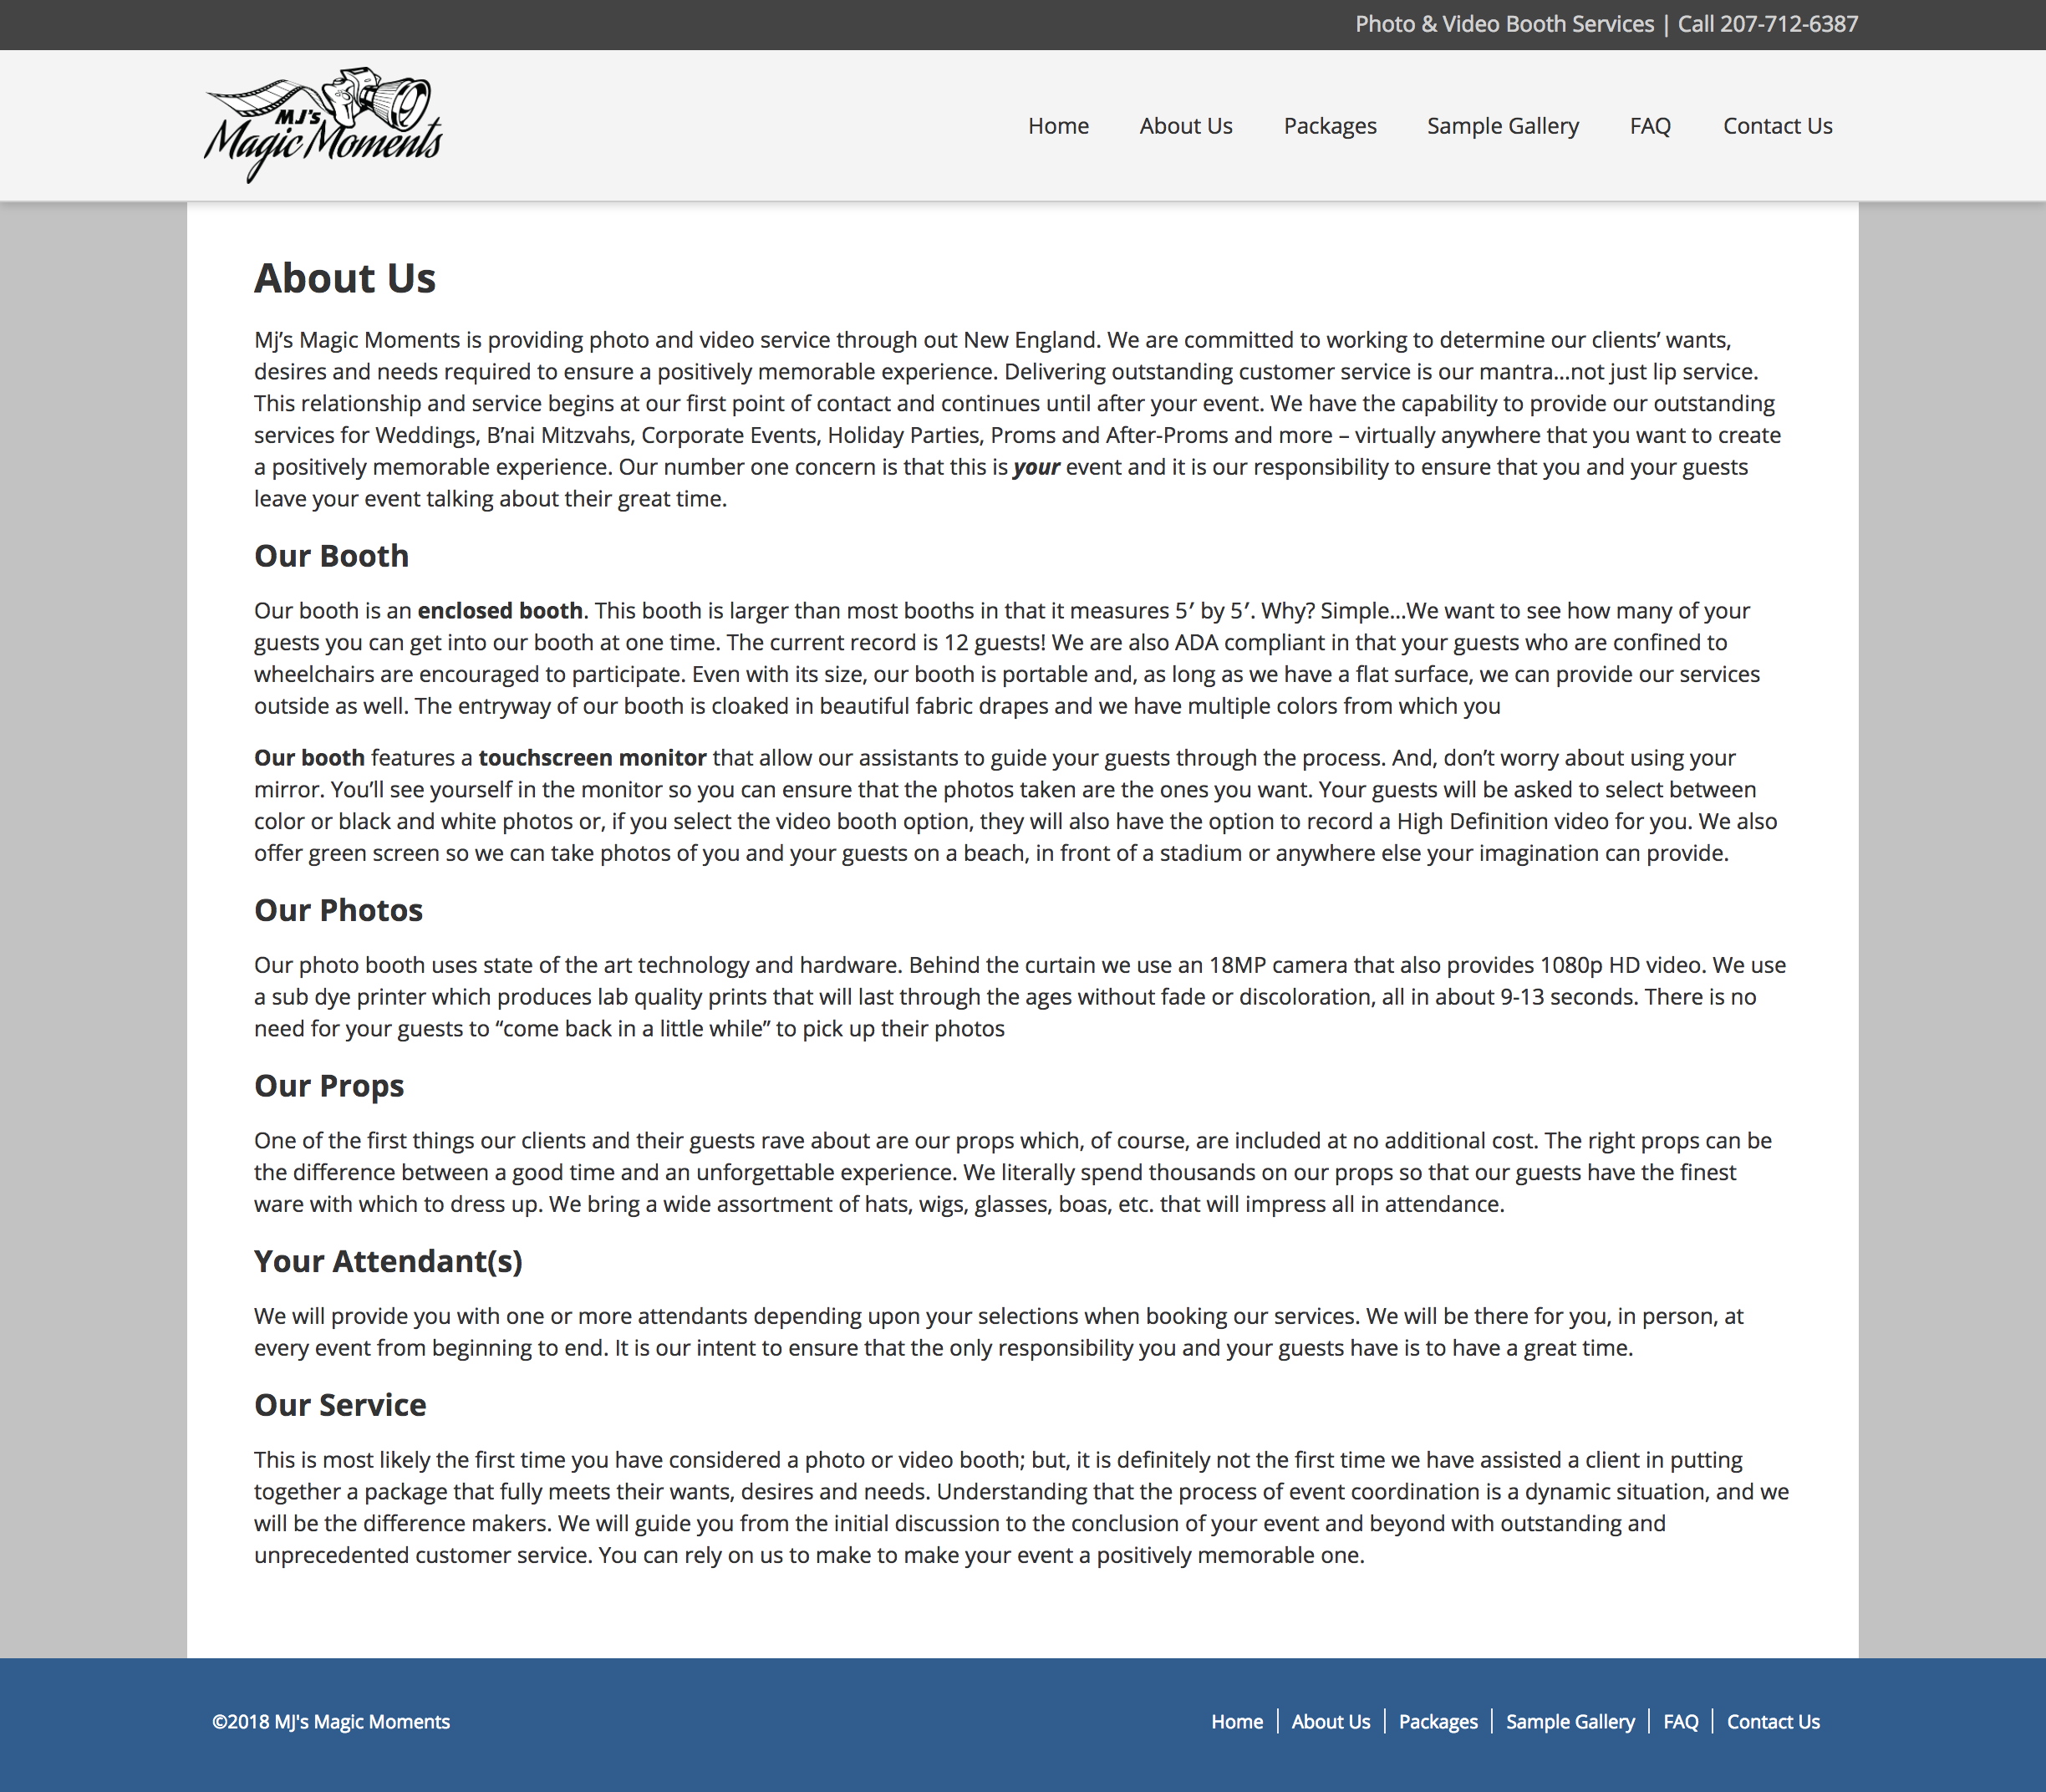 Photo & Video Booth Services | Call 207-712-6387
MJ's
Magic Moments
Home About Us Packages Sample Gallery FAQ Contact Us
About Us
Mj’s Magic Moments is providing photo and video service through out New England. We are committed to working to determine our clients’ wants,
desires and needs required to ensure a positively memorable experience. Delivering outstanding customer service is our mantra…not just lip service.
This relationship and service begins at our first point of contact and continues until after your event. We have the capability to provide our outstanding
services for Weddings, B’nai Mitzvahs, Corporate Events, Holiday Parties, Proms and After-Proms and more – virtually anywhere that you want to create
a positively memorable experience. Our number one concern is that this is your event and it is our responsibility to ensure that you and your guests
leave your event talking about their great time.
Our Booth
Our booth is an enclosed booth. This booth is larger than most booths in that it measures 5′ by 5′. Why? Simple…We want to see how many of your
guests you can get into our booth at one time. The current record is 12 guests! We are also ADA compliant in that your guests who are confined to
wheelchairs are encouraged to participate. Even with its size, our booth is portable and, as long as we have a flat surface, we can provide our services
outside as well. The entryway of our booth is cloaked in beautiful fabric drapes and we have multiple colors from which you
Our booth features a touchscreen monitor that allow our assistants to guide your guests through the process. And, don’t worry about using your
mirror. You’ll see yourself in the monitor so you can ensure that the photos taken are the ones you want. Your guests will be asked to select between
color or black and white photos or, if you select the video booth option, they will also have the option to record a High Definition video for you. We also
offer green screen so we can take photos of you and your guests on a beach, in front of a stadium or anywhere else your imagination can provide.
Our Photos
Our photo booth uses state of the art technology and hardware. Behind the curtain we use an 18MP camera that also provides 1080p HD video. We use
a sub dye printer which produces lab quality prints that will last through the ages without fade or discoloration, all in about 9-13 seconds. There is no
need for your guests to “come back in a little while” to pick up their photos
Our Props
One of the first things our clients and their guests rave about are our props which, of course, are included at no additional cost. The right props can be
the difference between a good time and an unforgettable experience. We literally spend thousands on our props so that our guests have the finest
ware with which to dress up. We bring a wide assortment of hats, wigs, glasses, boas, etc. that will impress all in attendance.
Your Attendant(s)
We will provide you with one or more attendants depending upon your selections when booking our services. We will be there for you, in person, at
every event from beginning to end. It is our intent to ensure that the only responsibility you and your guests have is to have a great time.
Our Service
This is most likely the first time you have considered a photo or video booth; but, it is definitely not the first time we have assisted a client in putting
together a package that fully meets their wants, desires and needs. Understanding that the process of event coordination is a dynamic situation, and we
will be the difference makers. We will guide you from the initial discussion to the conclusion of your event and beyond with outstanding and
unprecedented customer service. You can rely on us to make to make your event a positively memorable one.
©2018 MJ's Magic Moments
Home | About Us | Packages | Sample Gallery | FAQ | Contact Us